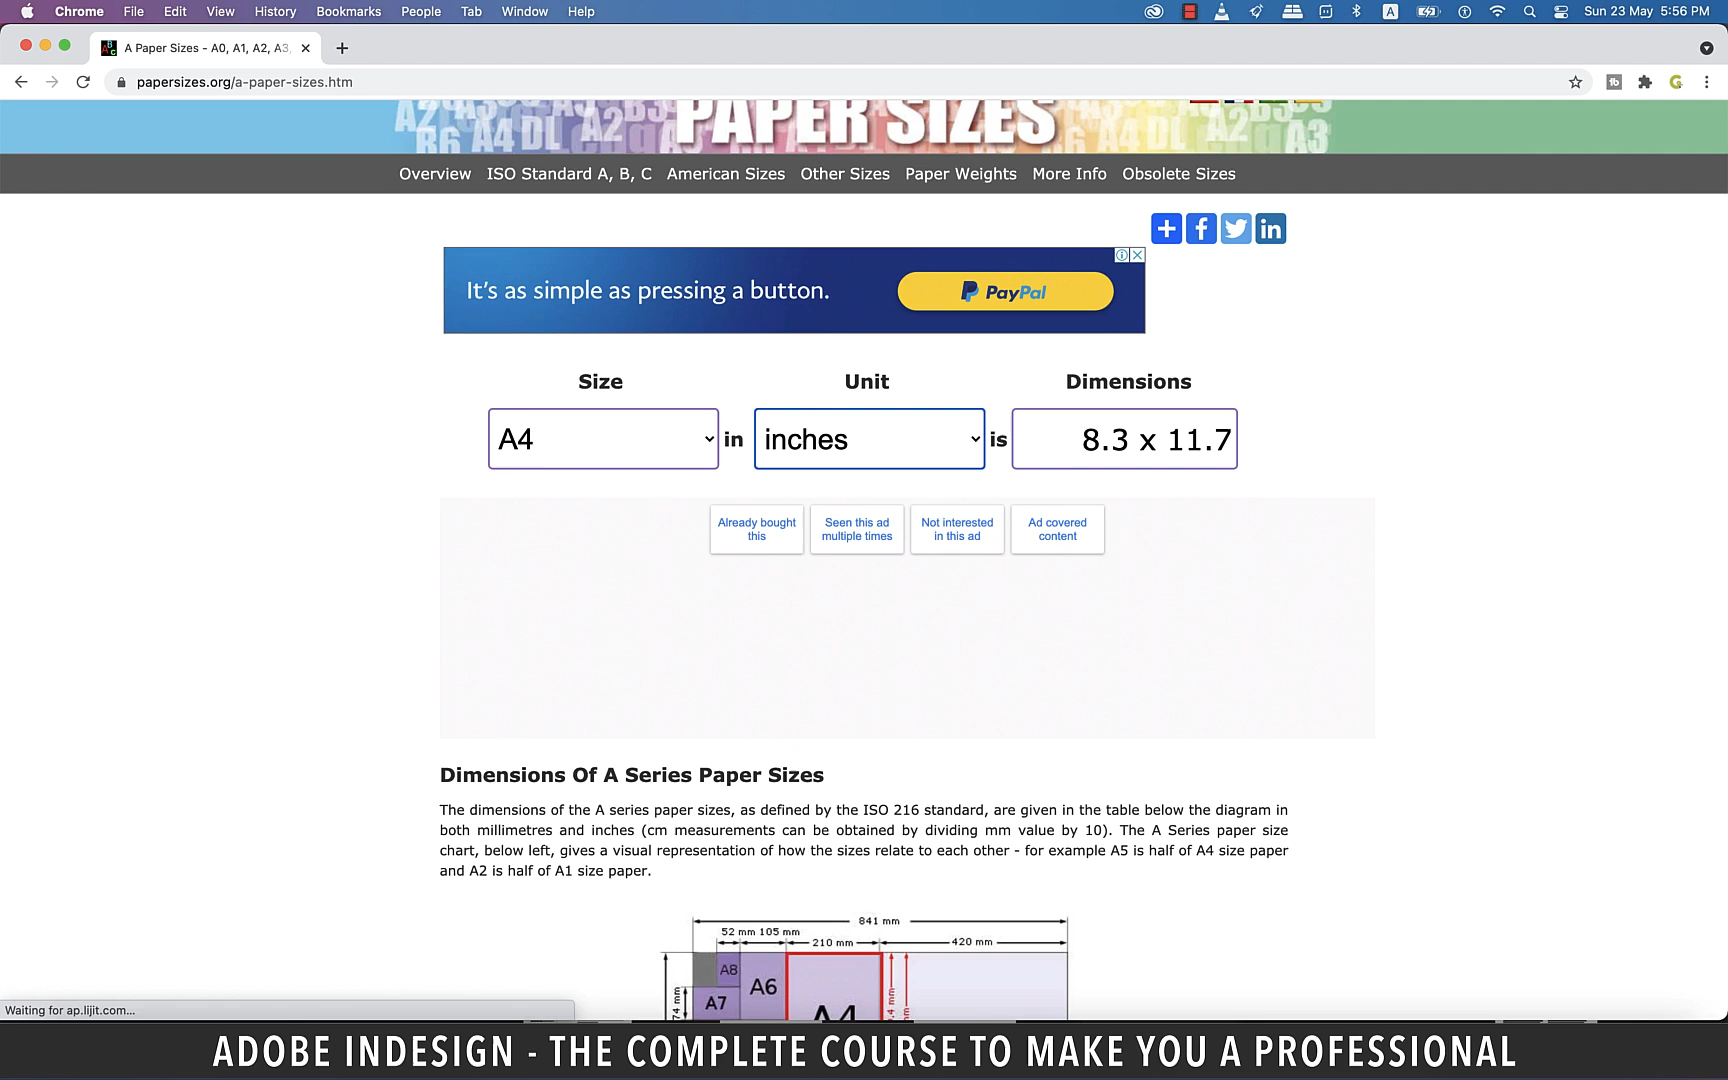 Chrome File Edit View History Bookmarks People Tab Window Help
A
Sun 23 May 5:56 PM
A Paper Sizes - A0, A1, A2, A3,
papersizes.org/a-paper-sizes.htm
PAPER SIZES
Overview ISO Standard A, B, C American Sizes Other Sizes Paper Weights More Info Obsolete Sizes
It's as simple as pressing a button.
PayPal
Size Unit Dimensions
A4 in inches is 8.3 x 11.7
Already bought this
Seen this ad multiple times
Not interested in this ad
Ad covered content
Dimensions Of A Series Paper Sizes
The dimensions of the A series paper sizes, as defined by the ISO 216 standard, are given in the table below the diagram in
both millimetres and inches (cm measurements can be obtained by dividing mm value by 10). The A Series paper size
chart, below left, gives a visual representation of how the sizes relate to each other - for example A5 is half of A4 size paper
and A2 is half of A1 size paper.
841 mm
52 mm 105 mm
210 mm
420 mm
A8
A6
A7
74 mm
A4
Waiting for ap.lijit.com...
ADOBE INDESIGN - THE COMPLETE COURSE TO MAKE YOU A PROFESSIONAL